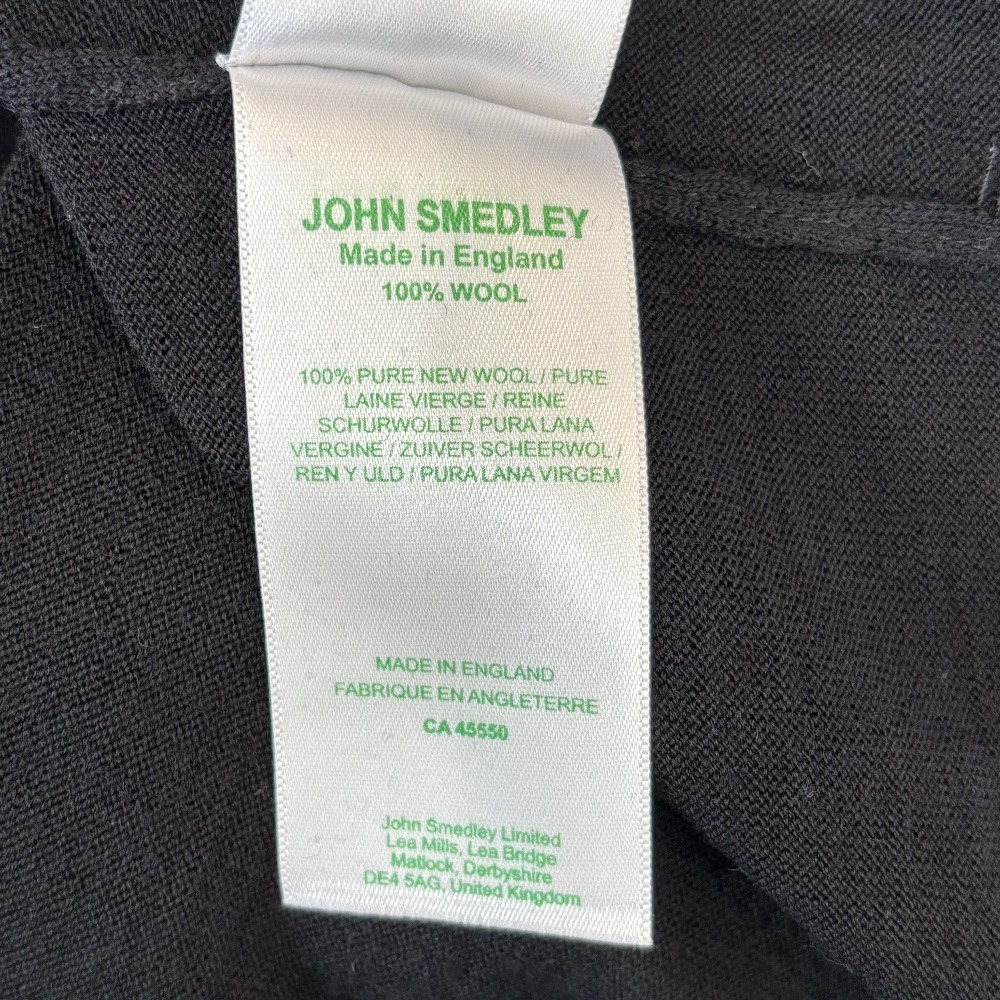 JOHN SMEDLEY
Made in England
100% WOOL
100% PURE NEW WOOL / PURE
LAINE VIERGE / REINE
SCHURWOLLE / PURA LANA
VERGINE / ZUIVER SCHEERWOL /
REN Y ULD / PURA LANA VIRGEM
MADE IN ENGLAND
FABRIQUE EN ANGLETERRE
CA 45550
John Smedley Limited
Lea Mills, Lea Bridge
Matlock, Derbyshire
DE4 5AG, United Kingdom